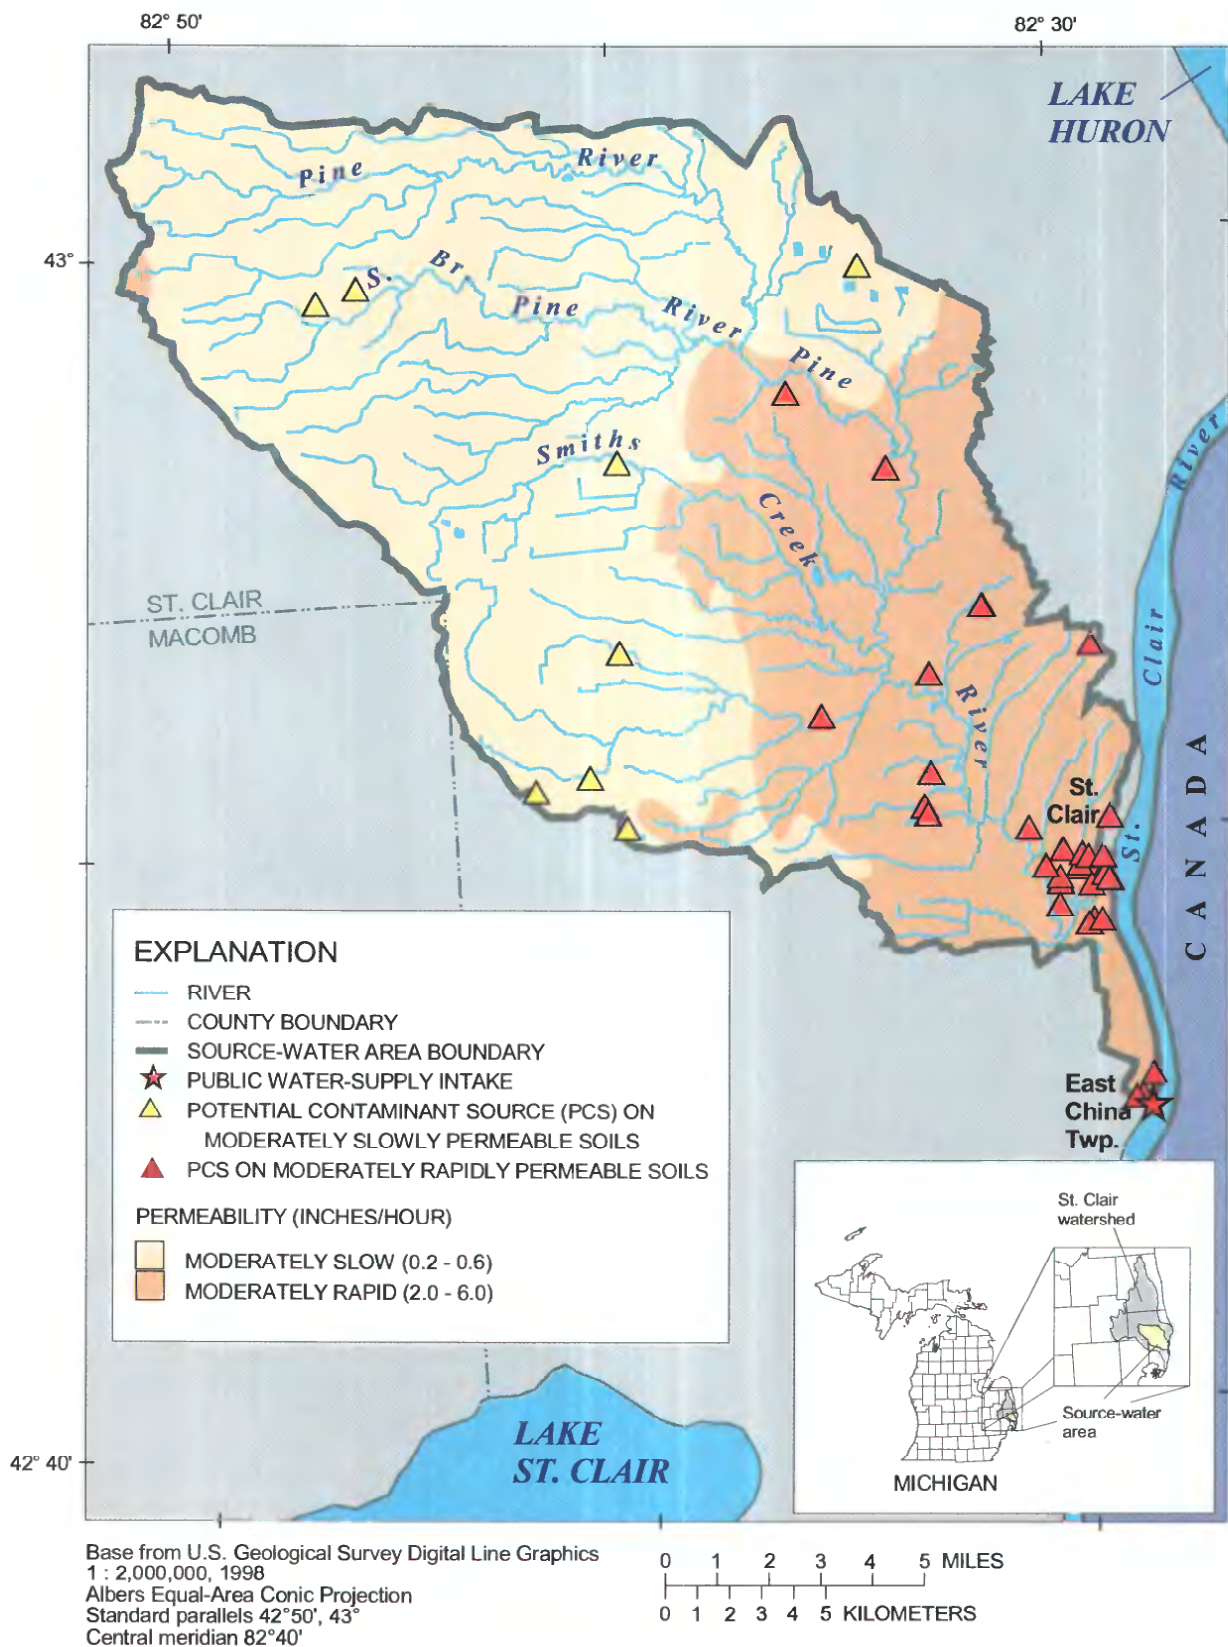 82° 50'
82° 30'
LAKE
HURON
Pine
River
43°
S.
Br.
Pine
River
Pine
Smiths
Creek
River
St.
Clair
River
ST. CLAIR
MACOMB
River
CANADA
St.
Clair
East
China
Twp.
EXPLANATION
RIVER
COUNTY BOUNDARY
SOURCE-WATER AREA BOUNDARY
PUBLIC WATER-SUPPLY INTAKE
POTENTIAL CONTAMINANT SOURCE (PCS) ON
MODERATELY SLOWLY PERMEABLE SOILS
PCS ON MODERATELY RAPIDLY PERMEABLE SOILS
PERMEABILITY (INCHES/HOUR)
MODERATELY SLOW (0.2 - 0.6)
MODERATELY RAPID (2.0 - 6.0)
St. Clair
watershed
Source-water
area
MICHIGAN
LAKE
ST. CLAIR
42° 40'
Base from U.S. Geological Survey Digital Line Graphics
1 : 2,000,000, 1998
Albers Equal-Area Conic Projection
Standard parallels 42°50', 43°
Central meridian 82°40'
0 1 2 3 4 5 MILES
0 1 2 3 4 5 KILOMETERS